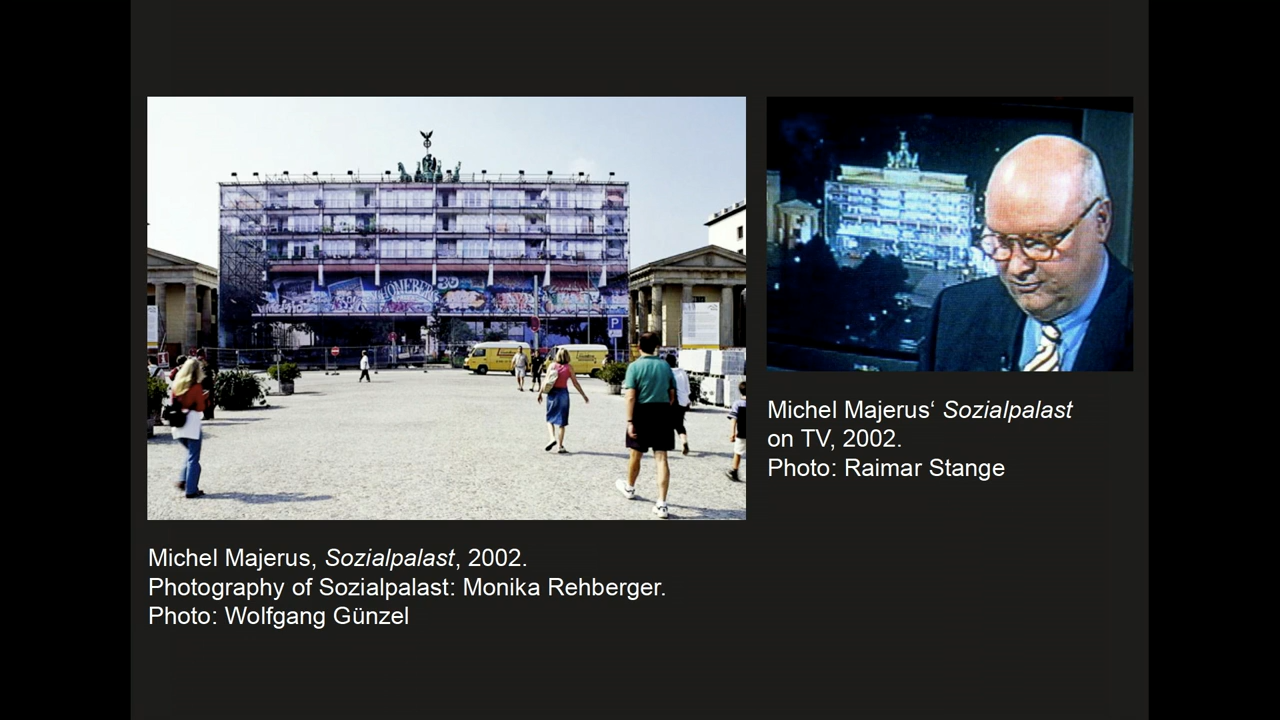 Michel Majerus, Sozialpalast, 2002.
Photography of Sozialpalast: Monika Rehberger.
Photo: Wolfgang Günzel
Michel Majerus‘ Sozialpalast
on TV, 2002.
Photo: Raimar Stange
P